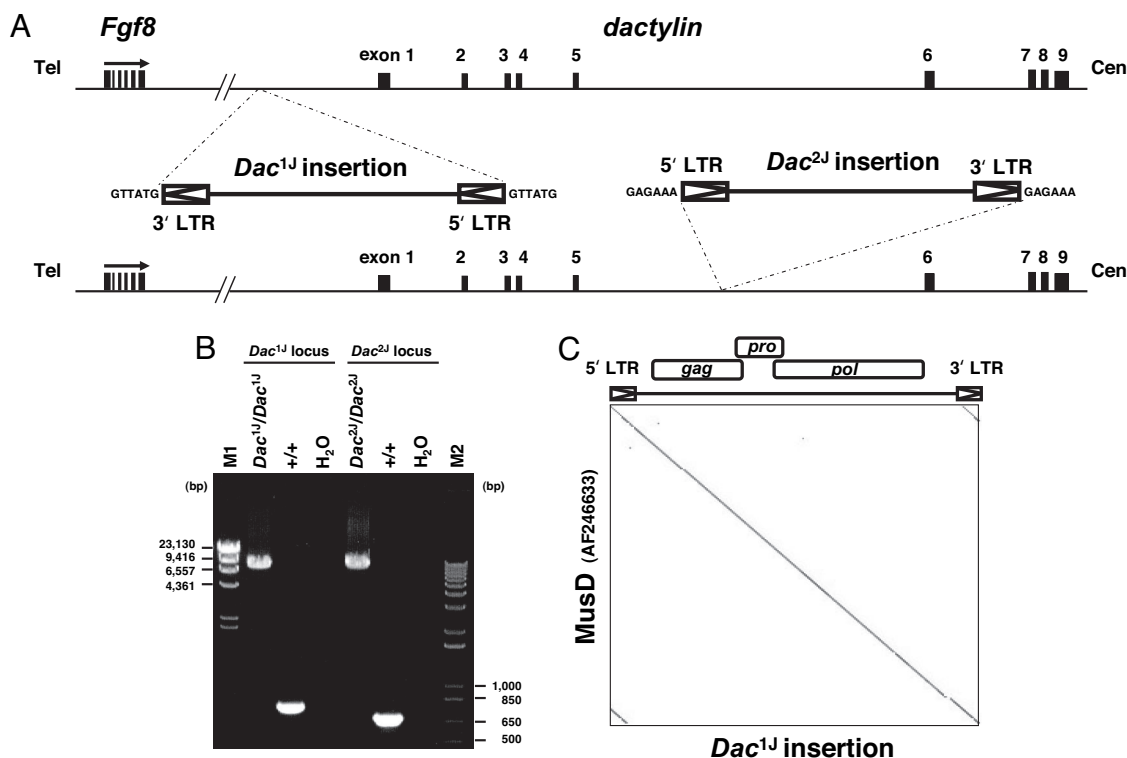 A
Fgf8
dactylin
Tel
exon 1
2
3
4
5
6
7
8
9
Cen
Dac1J insertion
GTTATG
GTTATG
3′ LTR
5′ LTR
5′ LTR
Dac2J insertion
3′ LTR
GAGAAA
GAGAAA
Tel
exon 1
2
3
4
5
6
7
8
9
Cen
B
Dac1J locus
Dac2J locus
M1
Dac1J/Dac1J
+/+
H2O
Dac2J/Dac2J
+/+
H2O
M2
(bp)
(bp)
23,130
9,416
6,557
4,361
1,000
850
650
500
C
5′ LTR
gag
pro
pol
3′ LTR
MusD (AF246633)
Dac1J insertion